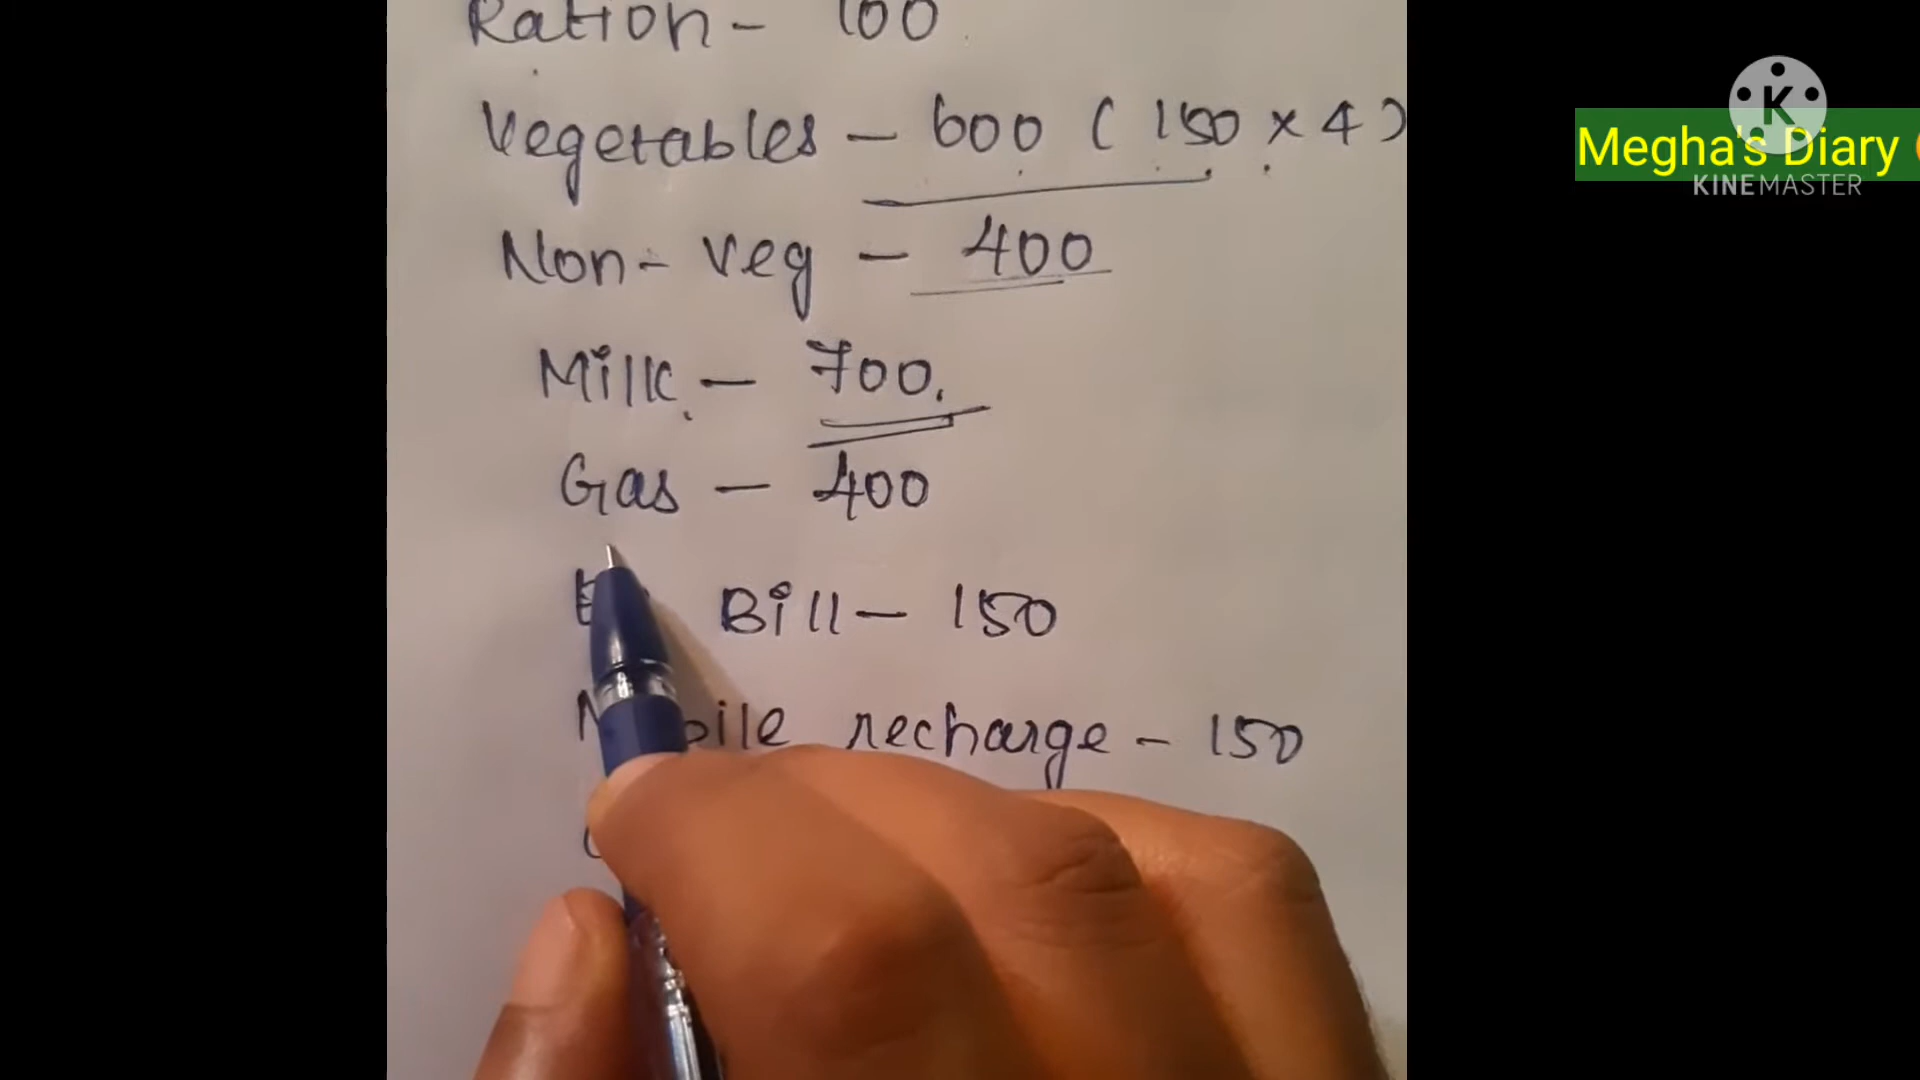 Ration - 100
Vegetables - 600 (150 x 4)
Non-veg - 400
Milk - 700.
Gas - 400
Bill - 150
recharge - 150
Megha's Diary
KINEMASTER